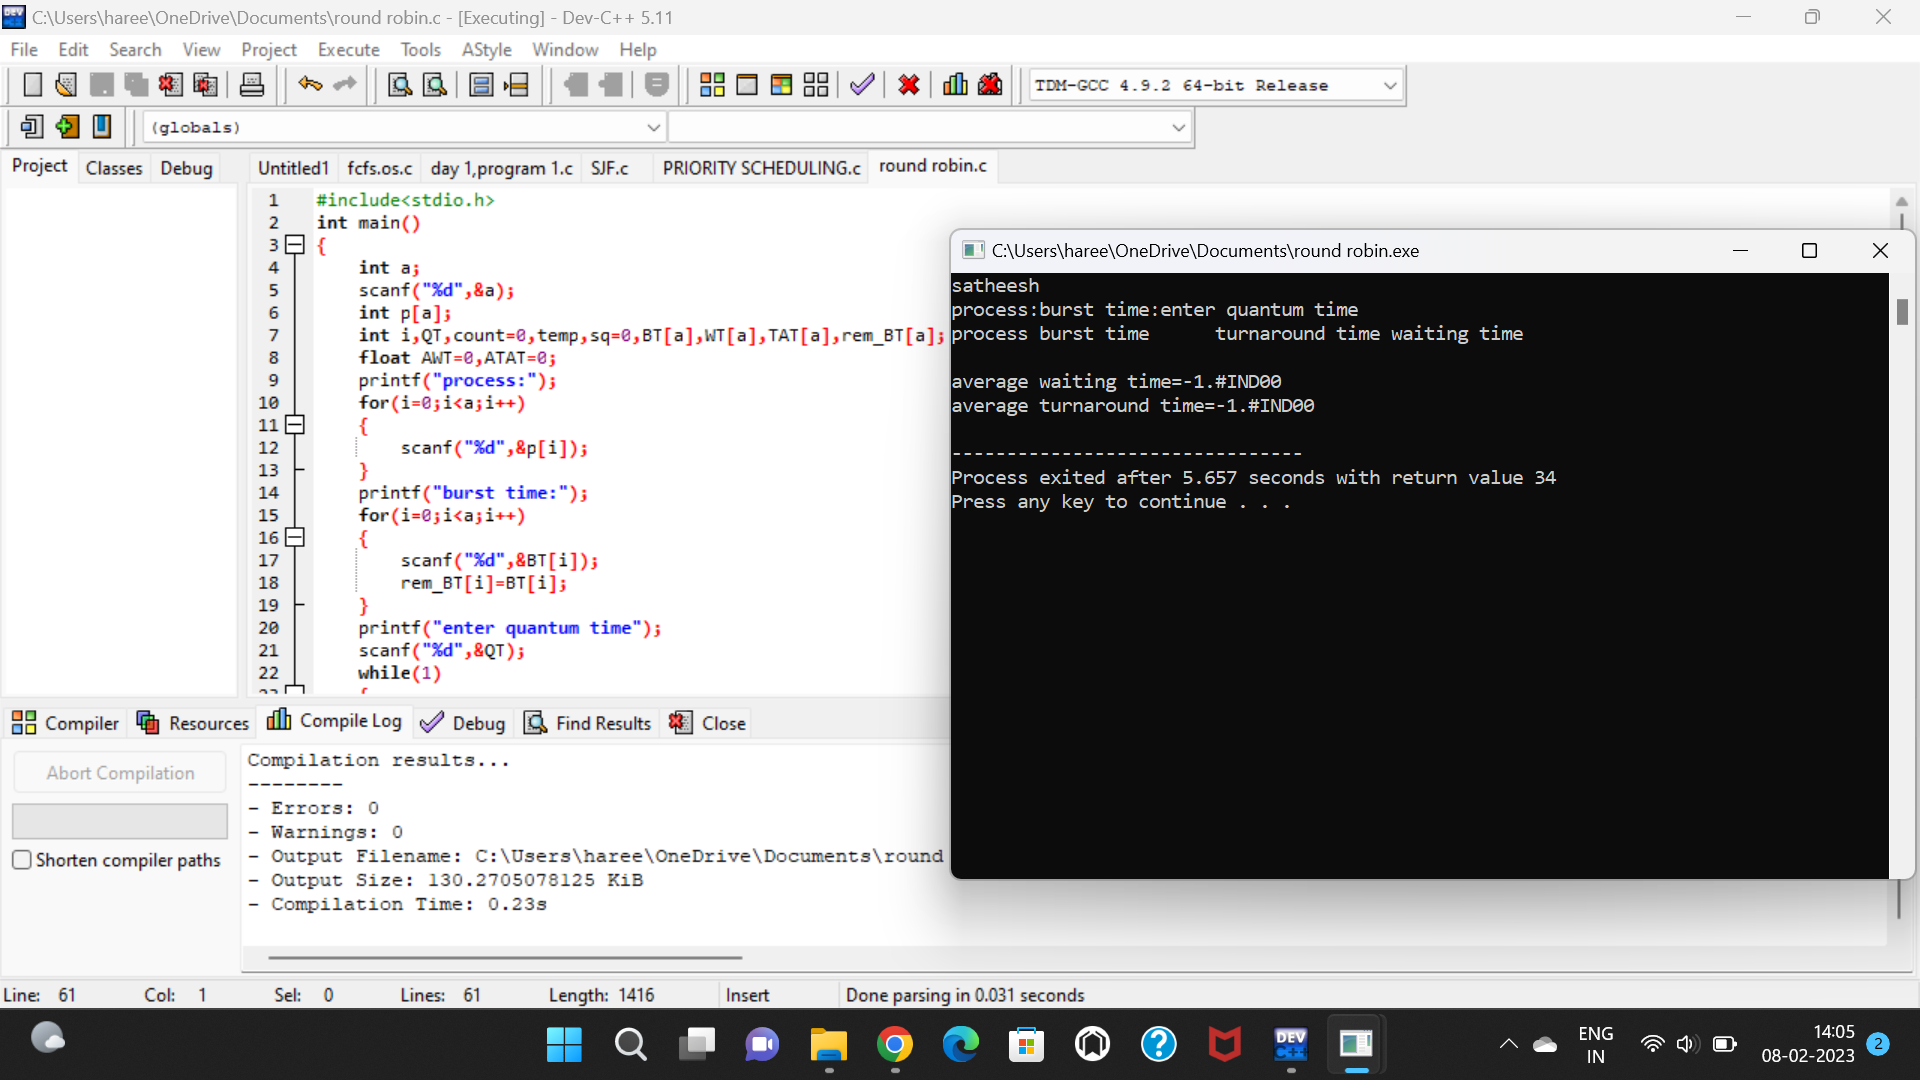 C:\Users\haree\OneDrive\Documents\round robin.c - [Executing] - Dev-C++ 5.11
File Edit Search View Project Execute Tools AStyle Window Help
TDM-GCC 4.9.2 64-bit Release
(globals)
Project Classes Debug Untitled1 fcfs.os.c day 1,program 1.c SJF.c PRIORITY SCHEDULING.c round robin.c
1 #include<stdio.h>
2 int main()
3 {
4 int a;
5 scanf("%d",&a);
6 int p[a];
7 int i,QT,count=0,temp,sq=0,BT[a],WT[a],TAT[a],rem_BT[a];
8 float AWT=0,ATAT=0;
9 printf("process:");
10 for(i=0;i<a;i++)
11 {
12 scanf("%d",&p[i]);
13 }
14 printf("burst time:");
15 for(i=0;i<a;i++)
16 {
17 scanf("%d",&BT[i]);
18 rem_BT[i]=BT[i];
19 }
20 printf("enter quantum time");
21 scanf("%d",&QT);
22 while(1)
23 {
C:\Users\haree\OneDrive\Documents\round robin.exe
satheesh
process:burst time:enter quantum time
process burst time turnaround time waiting time
average waiting time=-1.#IND00
average turnaround time=-1.#IND00
--------------------------------
Process exited after 5.657 seconds with return value 34
Press any key to continue . . .
Compiler Resources Compile Log Debug Find Results Close
Abort Compilation
Shorten compiler paths
Compilation results...
--------
- Errors: 0
- Warnings: 0
- Output Filename: C:\Users\haree\OneDrive\Documents\round
- Output Size: 130.2705078125 KiB
- Compilation Time: 0.23s
Line: 61 Col: 1 Sel: 0 Lines: 61 Length: 1416 Insert Done parsing in 0.031 seconds
DEV C++
ENG
IN
14:05
08-02-2023
2